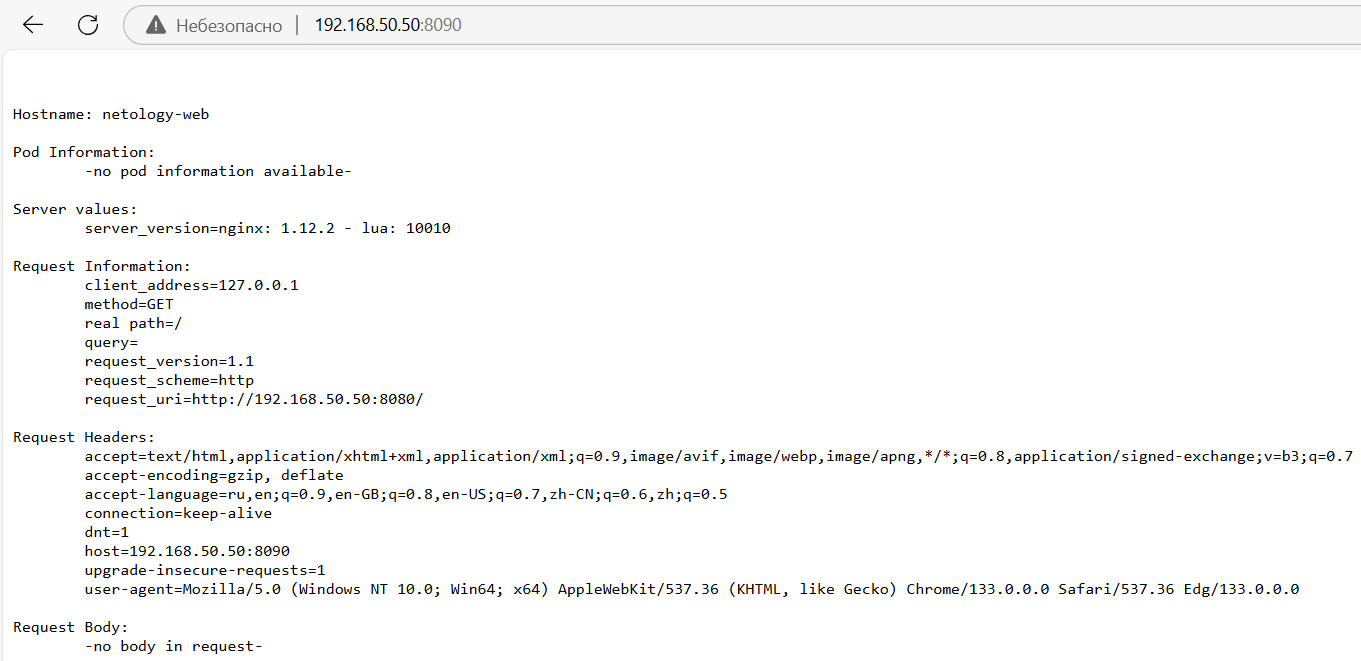 Небезопасно | 192.168.50.50:8090
Hostname: netology-web
Pod Information:
-no pod information available-
Server values:
server_version=nginx: 1.12.2 - lua: 10010
Request Information:
client_address=127.0.0.1
method=GET
real path=/
query=
request_version=1.1
request_scheme=http
request_uri=http://192.168.50.50:8080/
Request Headers:
accept=text/html,application/xhtml+xml,application/xml;q=0.9,image/avif,image/webp,image/apng,*/*;q=0.8,application/signed-exchange;v=b3;q=0.7
accept-encoding=gzip, deflate
accept-language=ru,en;q=0.9,en-GB;q=0.8,en-US;q=0.7,zh-CN;q=0.6,zh;q=0.5
connection=keep-alive
dnt=1
host=192.168.50.50:8090
upgrade-insecure-requests=1
user-agent=Mozilla/5.0 (Windows NT 10.0; Win64; x64) AppleWebKit/537.36 (KHTML, like Gecko) Chrome/133.0.0.0 Safari/537.36 Edg/133.0.0.0
Request Body:
-no body in request-